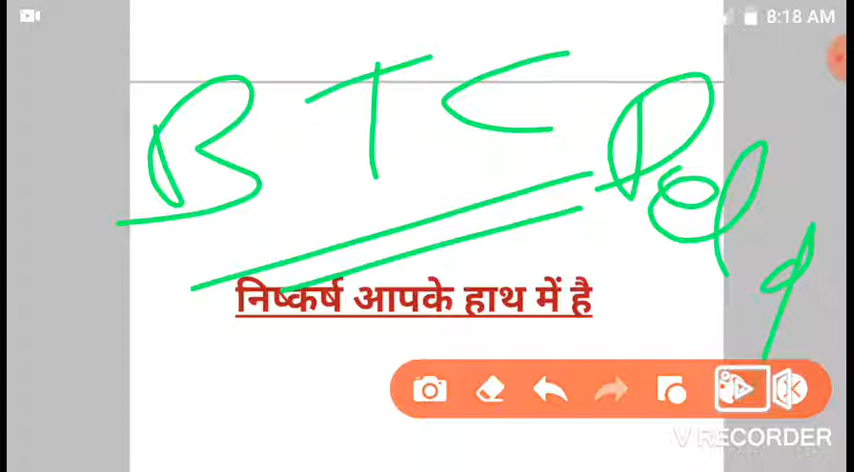 8:18 AM
BTC
निष्कर्ष आपके हाथ में है
V RECORDER